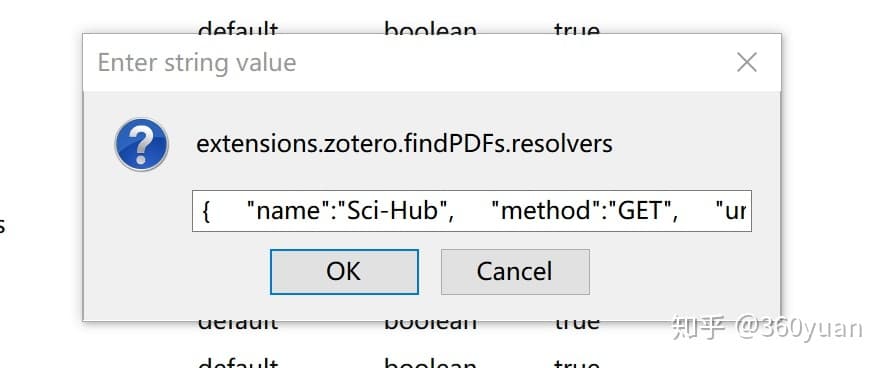 default boolean true
Enter string value
extensions.zotero.findPDFs.resolvers
{ "name":"Sci-Hub", "method":"GET", "ur
OK Cancel
default boolean true
知乎 @360yuan
default boolean true